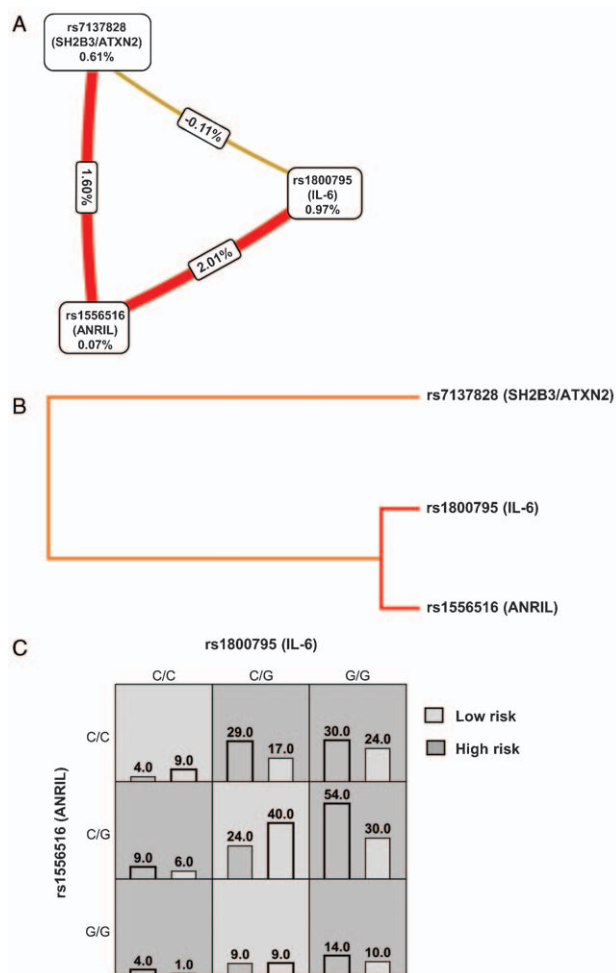 A
rs7137828
(SH2B3/ATXN2)
0.61%
-0.11%
1.60%
rs1800795
(IL-6)
0.97%
2.01%
rs1556516
(ANRIL)
0.07%
B
rs7137828 (SH2B3/ATXN2)
rs1800795 (IL-6)
rs1556516 (ANRIL)
C
rs1800795 (IL-6)
C/C C/G G/G
Low risk
High risk
rs1556516 (ANRIL)
C/C
4.0 9.0 29.0 17.0 30.0 24.0
C/G
9.0 6.0 24.0 40.0 54.0 30.0
G/G
4.0 1.0 9.0 9.0 14.0 10.0